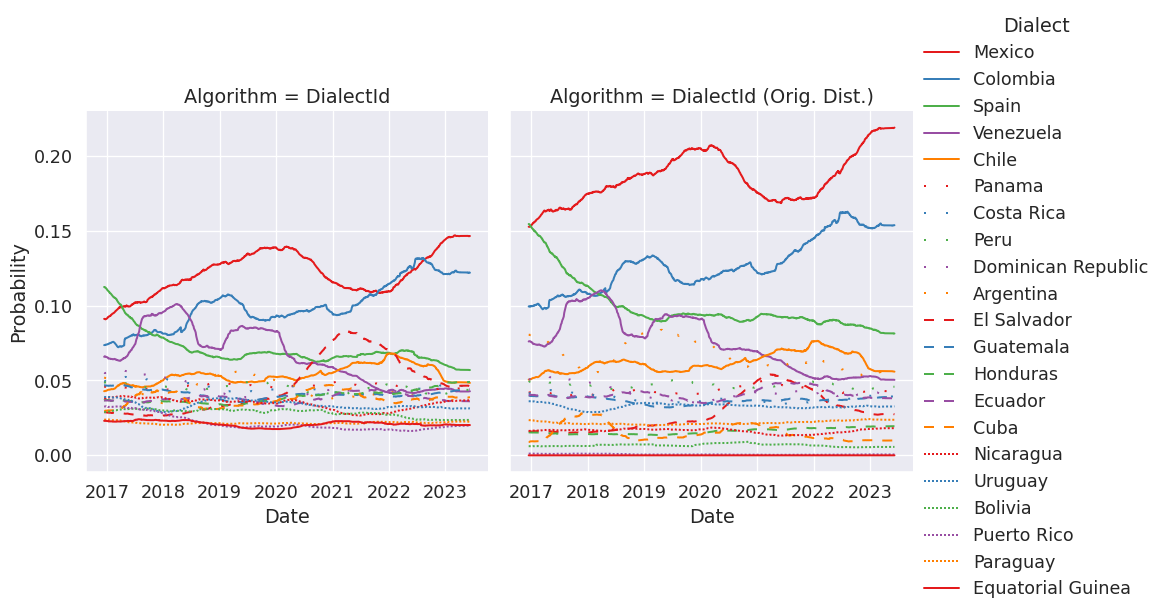 Dialect
Mexico
Colombia
Spain
Venezuela
Chile
Panama
Costa Rica
Peru
Dominican Republic
Argentina
El Salvador
Guatemala
Honduras
Ecuador
Cuba
Nicaragua
Uruguay
Bolivia
Puerto Rico
Paraguay
Equatorial Guinea
Algorithm = DialectId
Algorithm = DialectId (Orig. Dist.)
Probability
0.20
0.15
0.10
0.05
0.00
2017 2018 2019 2020 2021 2022 2023
Date
2017 2018 2019 2020 2021 2022 2023
Date